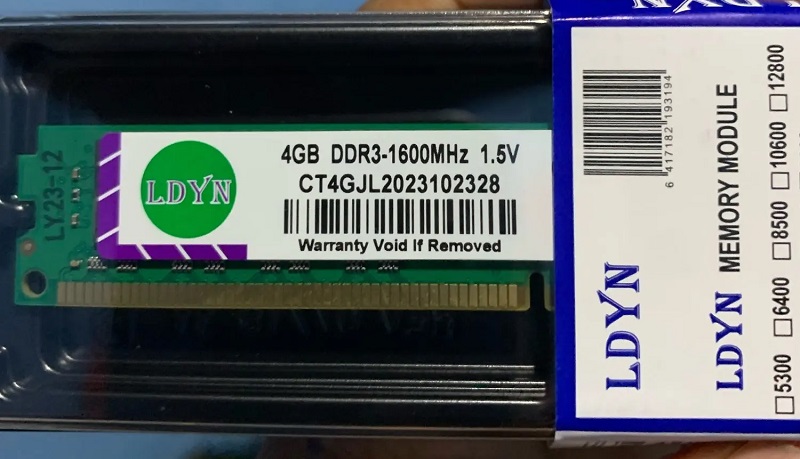 LY23-12
LDYN
4GB DDR3-1600MHz 1.5V
CT4GJL2023102328
Warranty Void If Removed
6 417182 193194
LDYN
LDYN MEMORY MODULE
☐5300 ☐6400 ☐8500 ☐10600 ☐12800